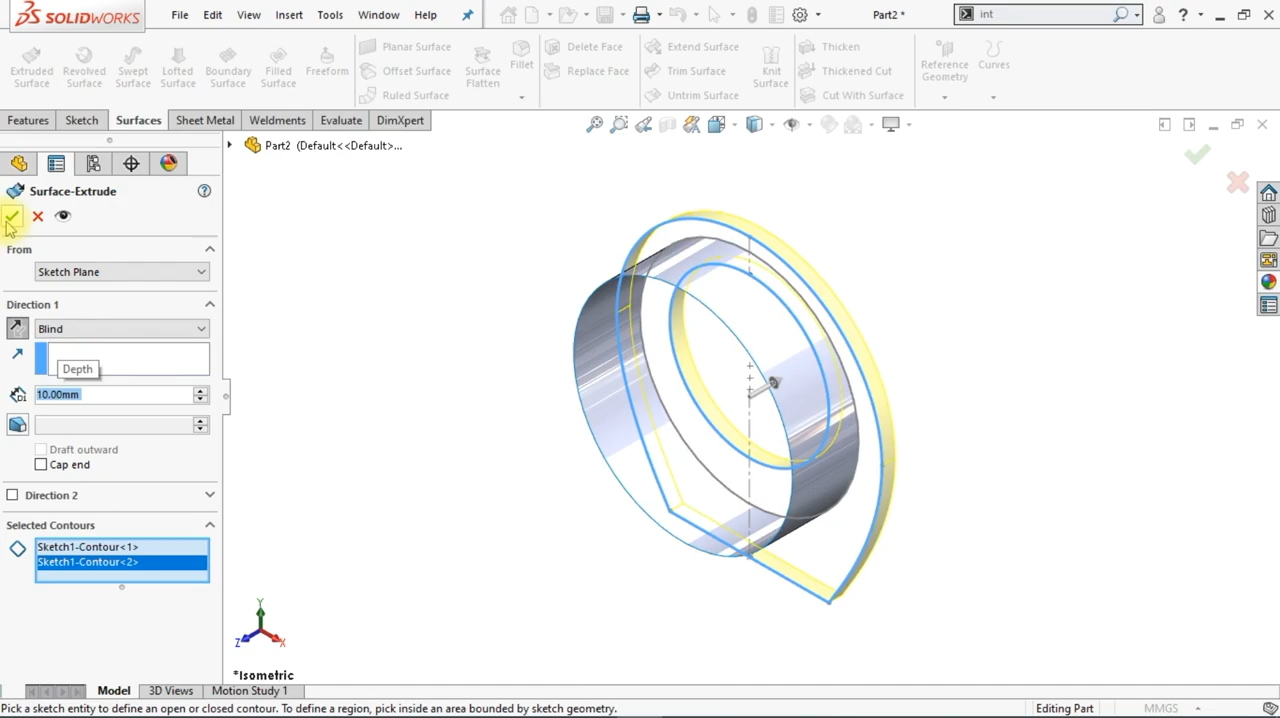 SOLIDWORKS File Edit View Insert Tools Window Help Part2 * int
Extruded Surface
Revolved Surface
Swept Surface
Lofted Surface
Boundary Surface
Filled Surface
Freeform
Planar Surface
Offset Surface
Ruled Surface
Surface Flatten
Fillet
Delete Face
Replace Face
Extend Surface
Trim Surface
Untrim Surface
Knit Surface
Thicken
Thickened Cut
Cut With Surface
Reference Geometry
Curves
Features Sketch Surfaces Sheet Metal Weldments Evaluate DimXpert
Part2 (Default<<Default>...
Surface-Extrude
From
Sketch Plane
Direction 1
Blind
Depth
10.00mm
Draft outward
Cap end
Direction 2
Selected Contours
Sketch1-Contour<1>
Sketch1-Contour<2>
Y
Z X
*Isometric
Model 3D Views Motion Study 1
Pick a sketch entity to define an open or closed contour. To define a region, pick inside an area bounded by sketch geometry. Editing Part MMGS